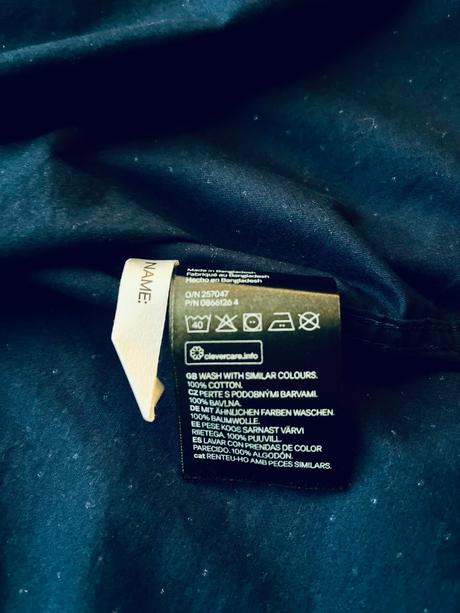 NAME:
Made in Bangladesh
Fabriqué au Bangladesh
Hecho en Bangladesh
O/N 257047
P/N 0866126 4
40
clevercare.info
GB WASH WITH SIMILAR COLOURS.
100% COTTON.
CZ PERTE S PODOBNÝMI BARVAMI.
100% BAVLNA.
DE MIT ÄHNLICHEN FARBEN WASCHEN.
100% BAUMWOLLE.
EE PESE KOOS SARNAST VÄRVI
RIIETEGA. 100% PUUVILL.
ES LAVAR CON PRENDAS DE COLOR
PARECIDO. 100% ALGODÓN.
cat RENTEU-HO AMB PECES SIMILARS.